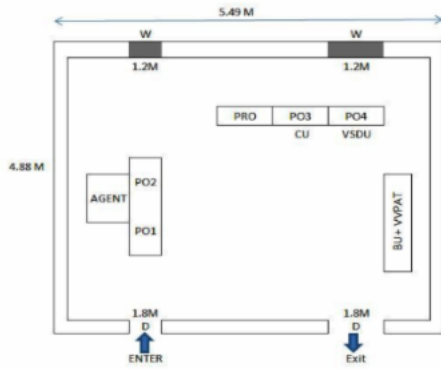 5.49 M
W W
1.2M 1.2M
PRO PO3 PO4
CU VSDU
4.88 M
AGENT PO2
PO1
BU+ VVPAT
1.8M 1.8M
D D
ENTER Exit